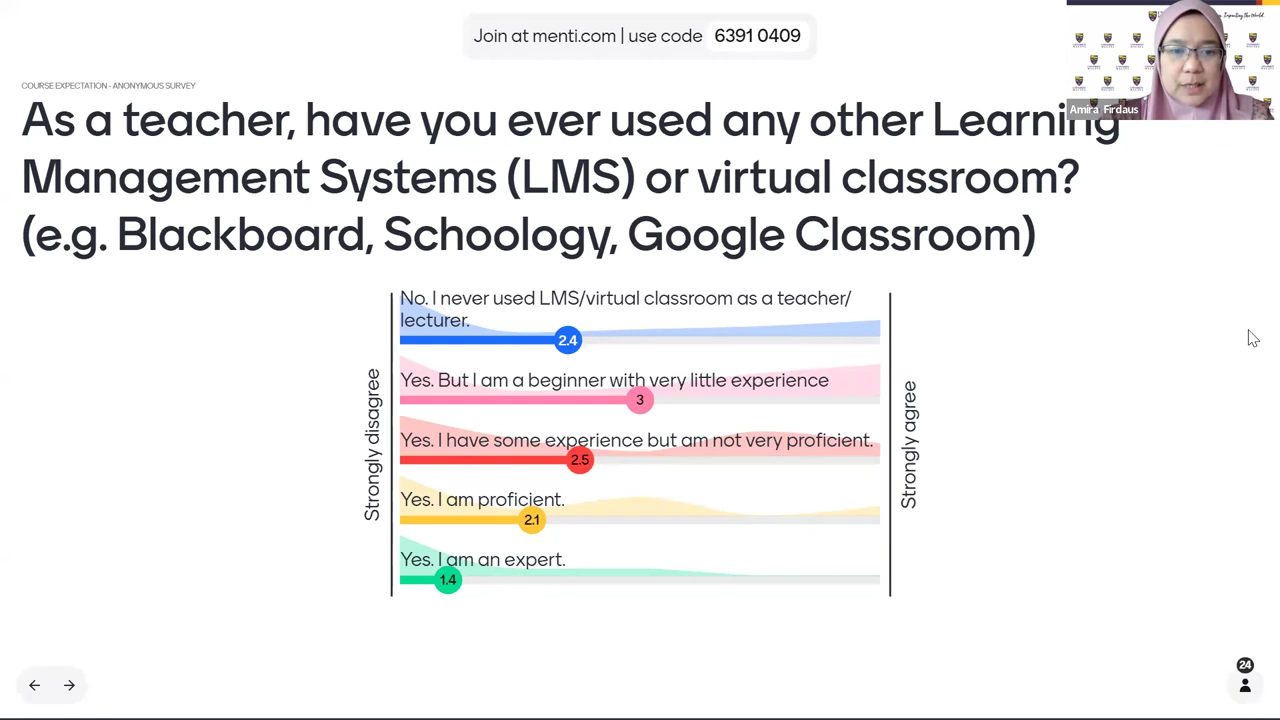 Join at menti.com | use code 6391 0409
COURSE EXPECTATION - ANONYMOUS SURVEY
As a teacher, have you ever used any other Learning
Management Systems (LMS) or virtual classroom?
(e.g. Blackboard, Schoology, Google Classroom)
Amira Firdaus
Strongly disagree
No. I never used LMS/virtual classroom as a teacher/
lecturer.
2.4
Yes. But I am a beginner with very little experience
3
Yes. I have some experience but am not very proficient.
2.5
Yes. I am proficient.
2.1
Yes. I am an expert.
1.4
Strongly agree
24